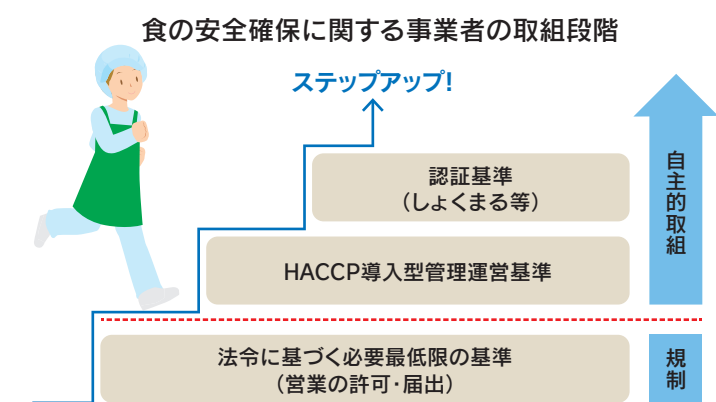 食の安全確保に関する事業者の取組段階
ステップアップ!
認証基準
（しょくまる等）
自主的取組
HACCP導入型管理運営基準
法令に基づく必要最低限の基準
（営業の許可・届出）
規制